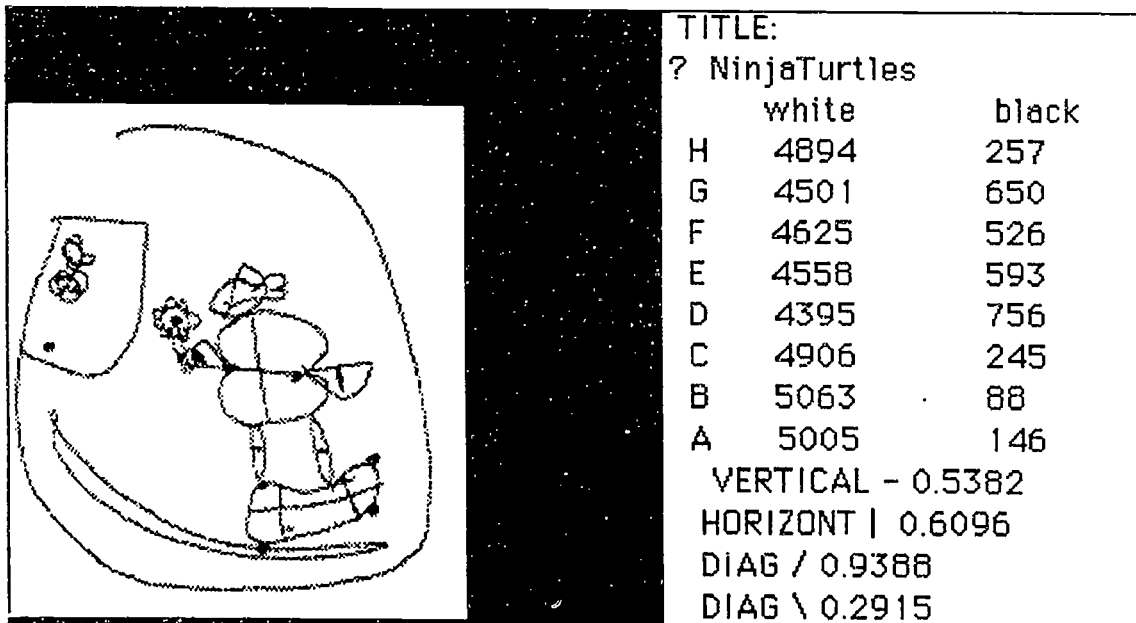 TITLE:
? NinjaTurtles
white black
H 4894 257
G 4501 650
F 4625 526
E 4558 593
D 4395 756
C 4906 245
B 5063 88
A 5005 146
VERTICAL - 0.5382
HORIZONT | 0.6096
DIAG / 0.9388
DIAG \ 0.2915